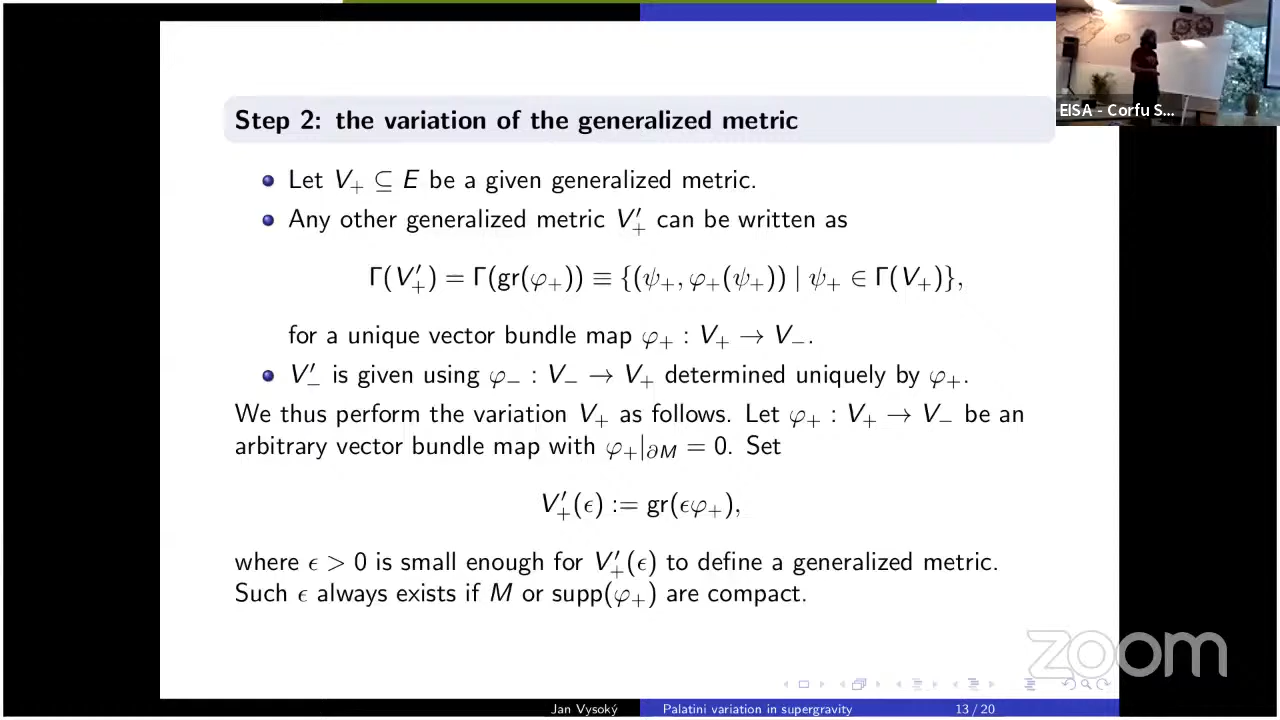 Step 2: the variation of the generalized metric
Let V₊ ⊆ E be a given generalized metric.
Any other generalized metric V′₊ can be written as
Γ(V′₊) = Γ(gr(φ₊)) ≡ {(ψ₊, φ₊(ψ₊)) | ψ₊ ∈ Γ(V₊)},
for a unique vector bundle map φ₊ : V₊ → V₋.
V′₋ is given using φ₋ : V₋ → V₊ determined uniquely by φ₊.
We thus perform the variation V₊ as follows. Let φ₊ : V₊ → V₋ be an
arbitrary vector bundle map with φ₊|∂M = 0. Set
V′₊(ϵ) := gr(ϵφ₊),
where ϵ > 0 is small enough for V′₊(ϵ) to define a generalized metric.
Such ϵ always exists if M or supp(φ₊) are compact.
EISA - Corfu S...
zoom
Jan Vysoký Palatini variation in supergravity 13 / 20